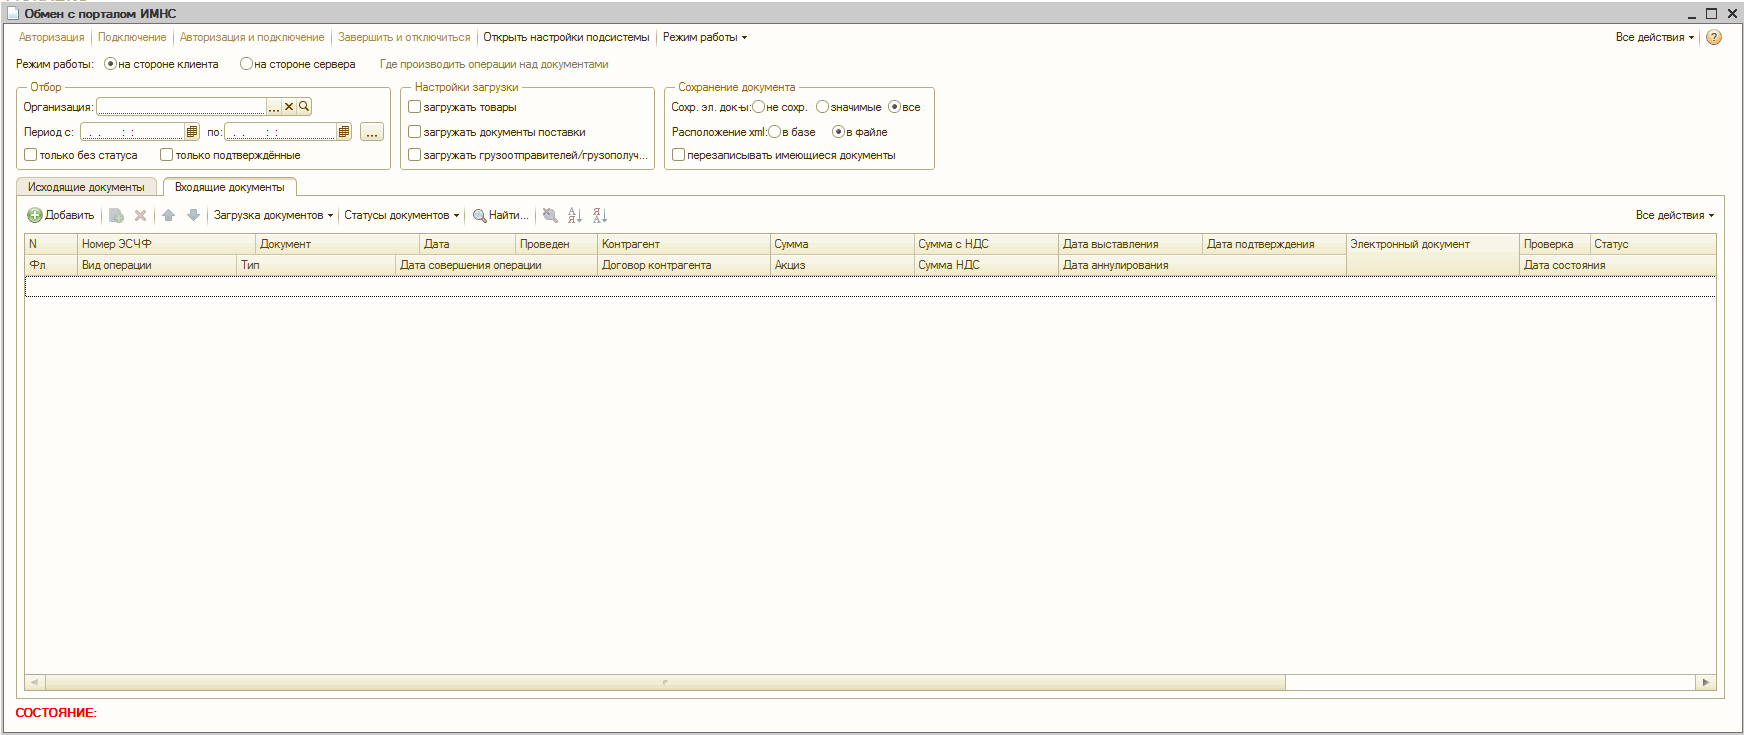 Обмен с порталом ИМНС
Авторизация Подключение Авторизация и подключение Завершить и отключиться Открыть настройки подсистемы Режим работы Все действия
Режим работы: на стороне клиента на стороне сервера Где производить операции над документами
Отбор Настройки загрузки Сохранение документа
Организация: ... загружать товары Сохр. эл. док-ы: не сохр. значимые все
Период с: . . : : по: . . : : ... загружать документы поставки Расположение xml: в базе в файле
только без статуса только подтверждённые загружать грузоотправителей/грузополуч... перезаписывать имеющиеся документы
Исходящие документы Входящие документы
Добавить Загрузка документов Статусы документов Найти... Все действия
N Номер ЭСЧФ Документ Дата Проведен Контрагент Сумма Сумма с НДС Дата выставления Дата подтверждения Электронный документ Проверка Статус
Фл Вид операции Тип Дата совершения операции Договор контрагента Акциз Сумма НДС Дата аннулирования Дата состояния
СОСТОЯНИЕ: